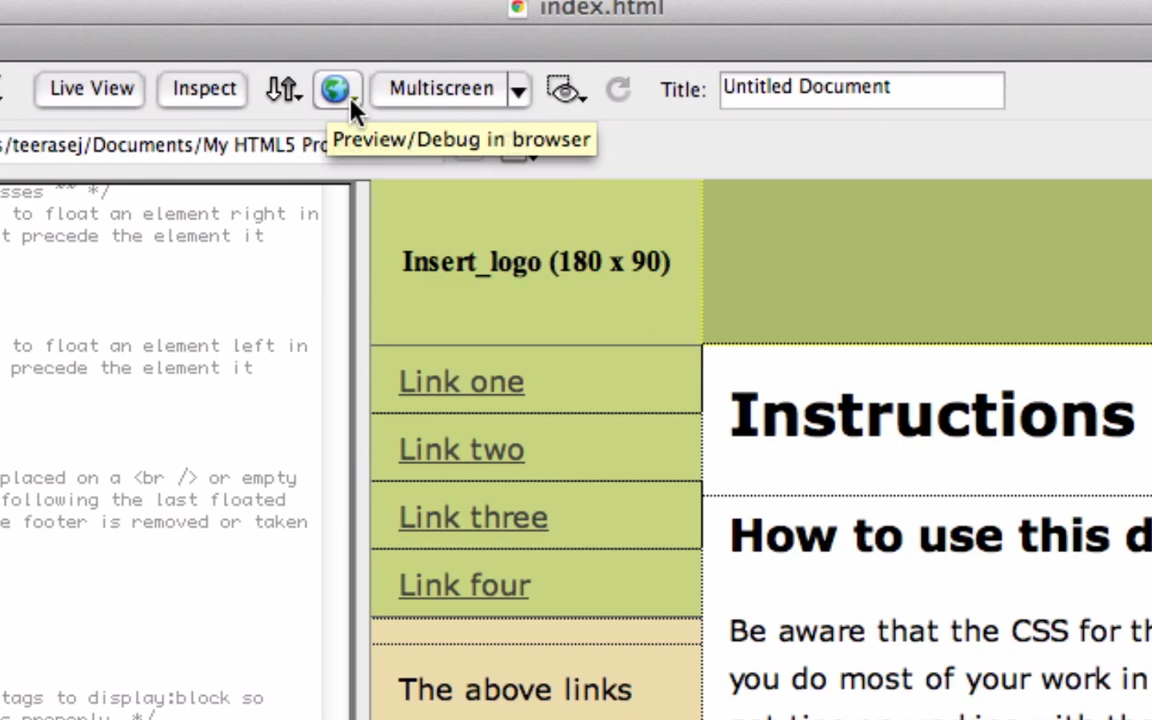 index.html
Live View Inspect Multiscreen Title: Untitled Document
/teerasej/Documents/My HTML5 Pro
Preview/Debug in browser
sses ~~ */
to float an element right in
t precede the element it
to float an element left in
precede the element it
placed on a <br /> or empty
following the last floated
e footer is removed or taken
tags to display:block so
Insert_logo (180 x 90)
Link one
Link two
Link three
Link four
The above links
Instructions
How to use this d
Be aware that the CSS for th
you do most of your work in